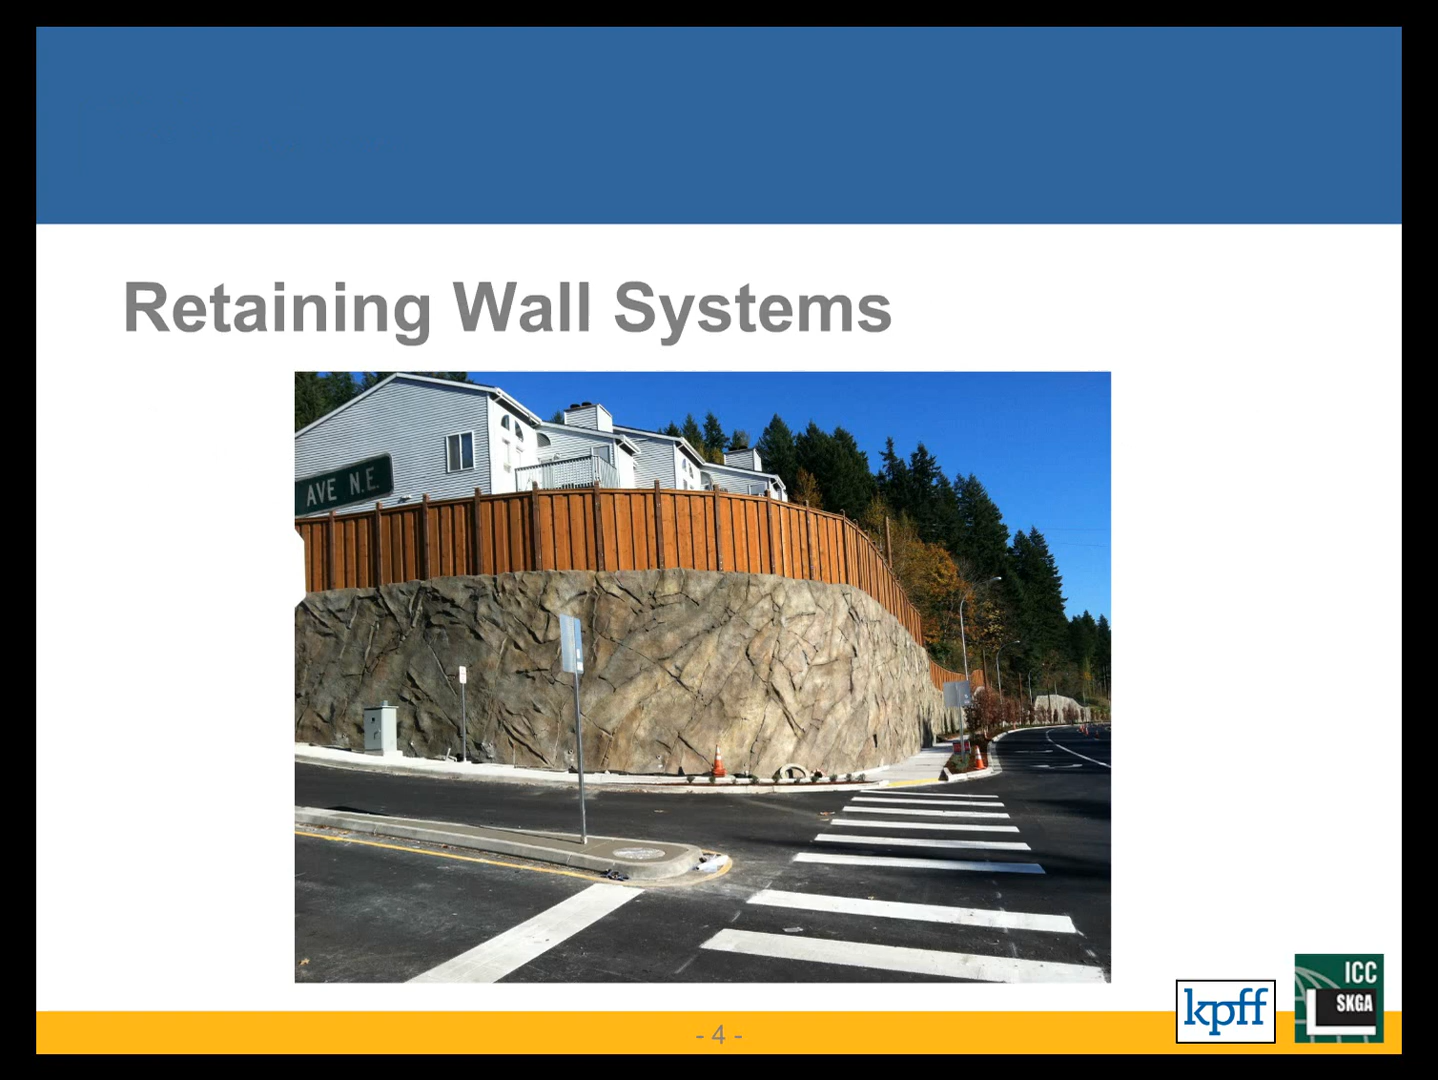 Retaining Wall Systems
AVE N.E.
- 4 -
kpff
ICC
SKGA